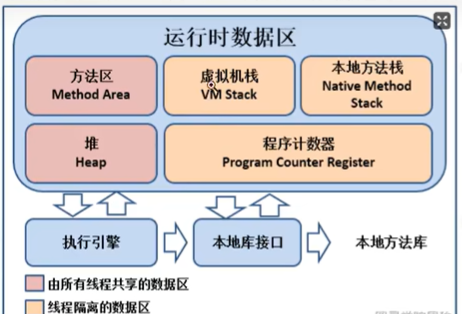 运行时数据区
方法区
Method Area
虚拟机栈
VM Stack
本地方法栈
Native Method
Stack
堆
Heap
程序计数器
Program Counter Register
执行引擎
本地库接口
本地方法库
由所有线程共享的数据区
线程隔离的数据区